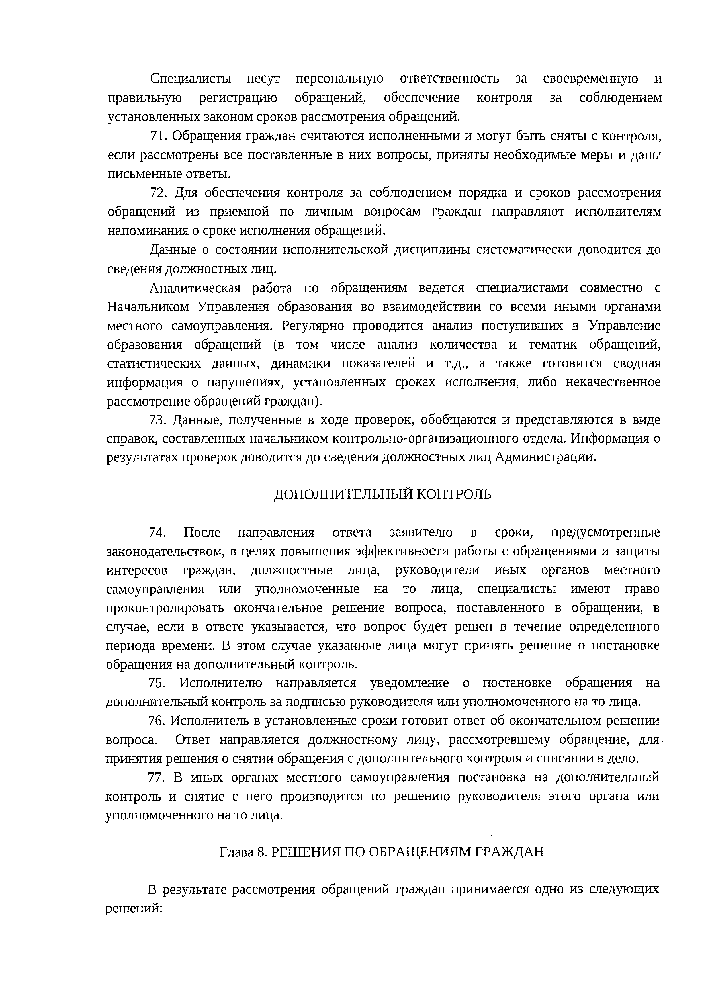 Специалисты несут персональную ответственность за своевременную и
правильную регистрацию обращений, обеспечение контроля за соблюдением
установленных законом сроков рассмотрения обращений.
71. Обращения граждан считаются исполненными и могут быть сняты с контроля,
если рассмотрены все поставленные в них вопросы, приняты необходимые меры и даны
письменные ответы.
72. Для обеспечения контроля за соблюдением порядка и сроков рассмотрения
обращений из приемной по личным вопросам граждан направляют исполнителям
напоминания о сроке исполнения обращений.
Данные о состоянии исполнительской дисциплины систематически доводится до
сведения должностных лиц.
Аналитическая работа по обращениям ведется специалистами совместно с
Начальником Управления образования во взаимодействии со всеми иными органами
местного самоуправления. Регулярно проводится анализ поступивших в Управление
образования обращений (в том числе анализ количества и тематик обращений,
статистических данных, динамики показателей и т.д., а также готовится сводная
информация о нарушениях, установленных сроках исполнения, либо некачественное
рассмотрение обращений граждан).
73. Данные, полученные в ходе проверок, обобщаются и представляются в виде
справок, составленных начальником контрольно-организационного отдела. Информация о
результатах проверок доводится до сведения должностных лиц Администрации.
ДОПОЛНИТЕЛЬНЫЙ КОНТРОЛЬ
74. После направления ответа заявителю в сроки, предусмотренные
законодательством, в целях повышения эффективности работы с обращениями и защиты
интересов граждан, должностные лица, руководители иных органов местного
самоуправления или уполномоченные на то лица, специалисты имеют право
проконтролировать окончательное решение вопроса, поставленного в обращении, в
случае, если в ответе указывается, что вопрос будет решен в течение определенного
периода времени. В этом случае указанные лица могут принять решение о постановке
обращения на дополнительный контроль.
75. Исполнителю направляется уведомление о постановке обращения на
дополнительный контроль за подписью руководителя или уполномоченного на то лица.
76. Исполнитель в установленные сроки готовит ответ об окончательном решении
вопроса. Ответ направляется должностному лицу, рассмотревшему обращение, для
принятия решения о снятии обращения с дополнительного контроля и списании в дело.
77. В иных органах местного самоуправления постановка на дополнительный
контроль и снятие с него производится по решению руководителя этого органа или
уполномоченного на то лица.
Глава 8. РЕШЕНИЯ ПО ОБРАЩЕНИЯМ ГРАЖДАН
В результате рассмотрения обращений граждан принимается одно из следующих
решений: